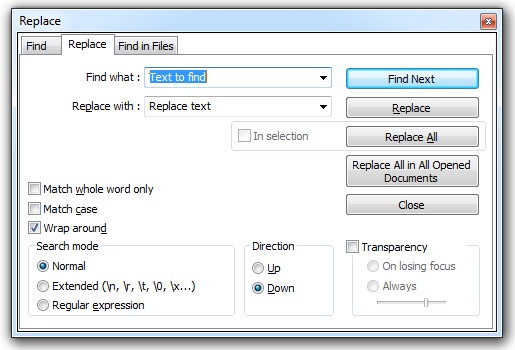 Replace
Find Replace Find in Files
Find what : Text to find Find Next
Replace with : Replace text Replace
In selection Replace All
Replace All in All Opened
Documents
Match whole word only
Close
Match case
Wrap around
Search mode Direction Transparency
Normal Up On losing focus
Extended (\n, \r, \t, \0, \x...) Down Always
Regular expression